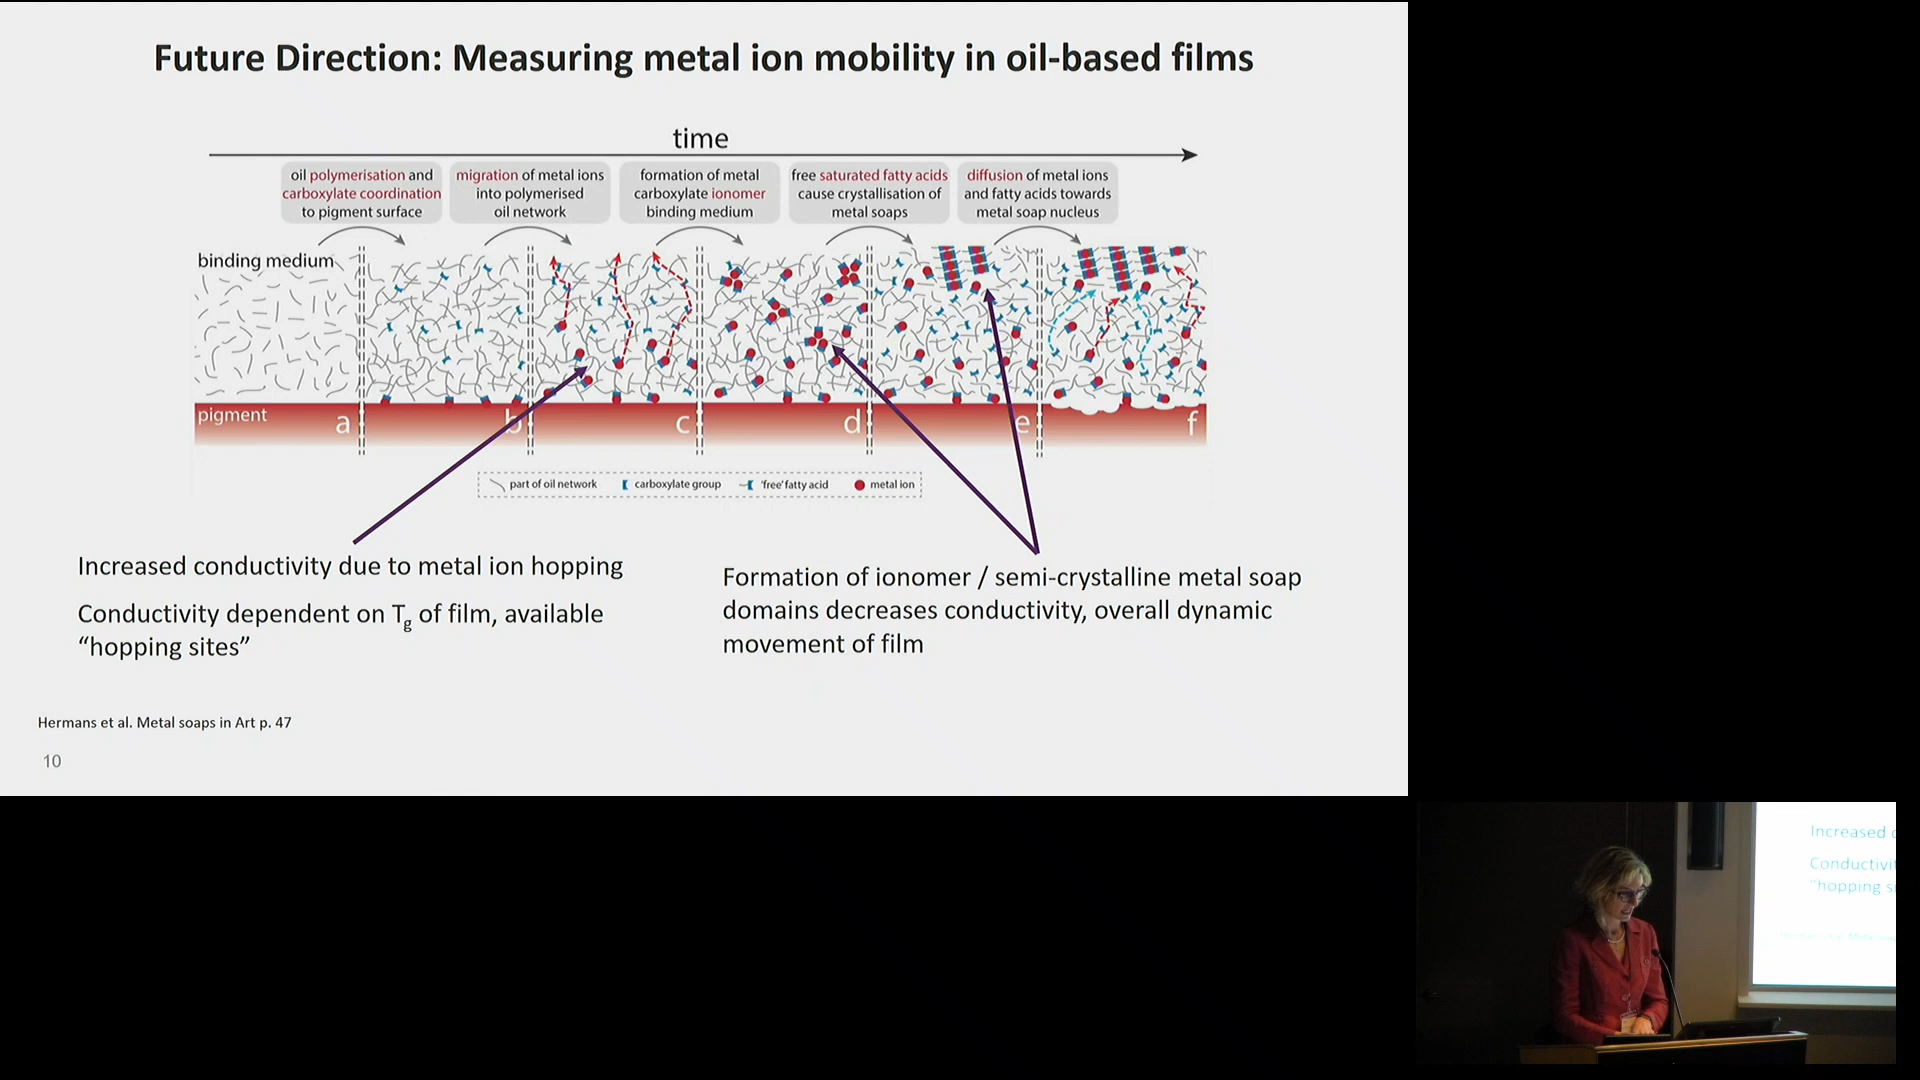 Future Direction: Measuring metal ion mobility in oil-based films
time
oil polymerisation and
carboxylate coordination
to pigment surface
migration of metal ions
into polymerised
oil network
formation of metal
carboxylate ionomer
binding medium
free saturated fatty acids
cause crystallisation of
metal soaps
diffusion of metal ions
and fatty acids towards
metal soap nucleus
binding medium
pigment
a
b
c
d
e
f
part of oil network
carboxylate group
'free' fatty acid
metal ion
Increased conductivity due to metal ion hopping
Conductivity dependent on Tg of film, available
“hopping sites”
Formation of ionomer / semi-crystalline metal soap
domains decreases conductivity, overall dynamic
movement of film
Hermans et al. Metal soaps in Art p. 47
10
Increased
Conductivi
"hopping s